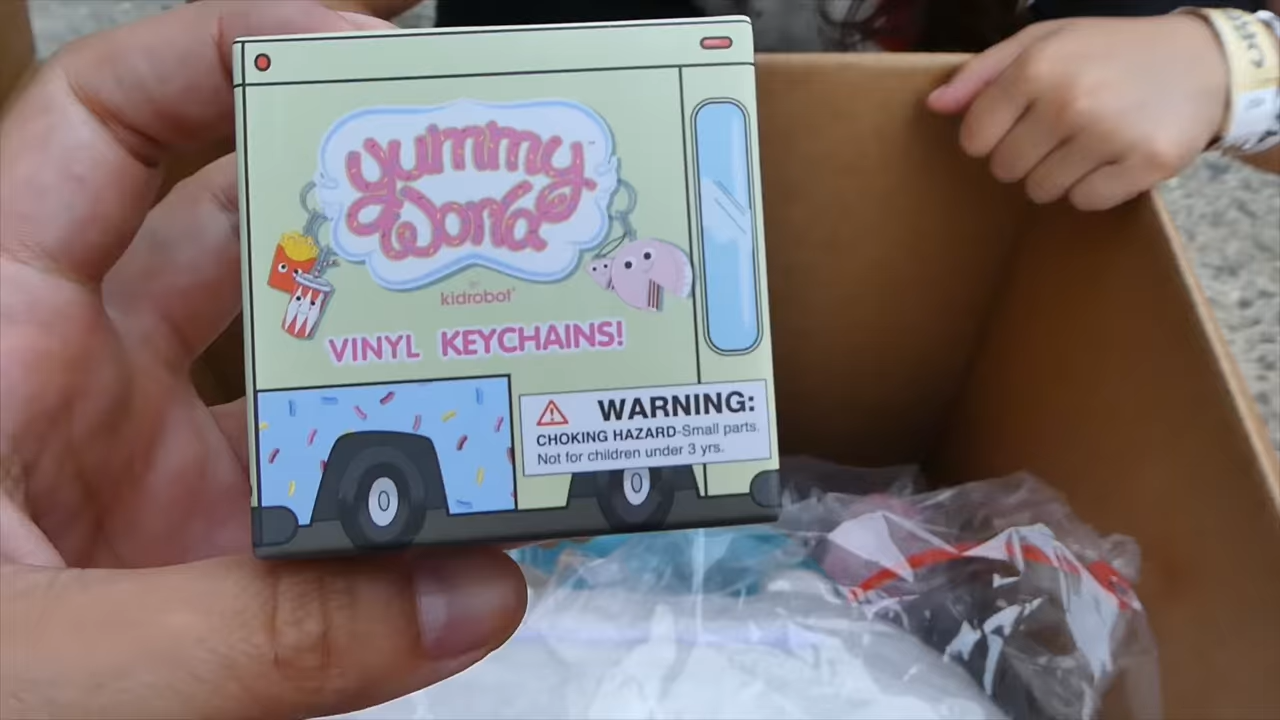 yummy
World
kidrobot
VINYL KEYCHAINS!
WARNING:
CHOKING HAZARD-Small parts.
Not for children under 3 yrs.